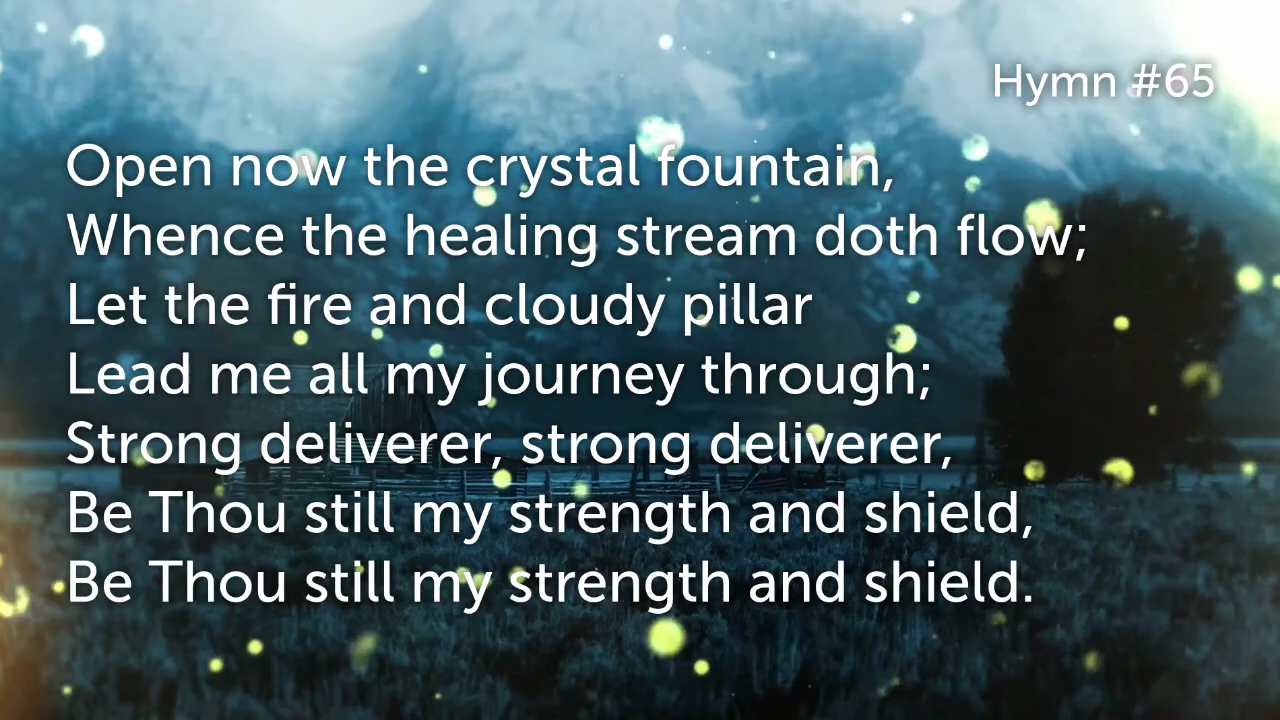 Hymn #65
Open now the crystal fountain,
Whence the healing stream doth flow;
Let the fire and cloudy pillar
Lead me all my journey through;
Strong deliverer, strong deliverer,
Be Thou still my strength and shield,
Be Thou still my strength and shield.